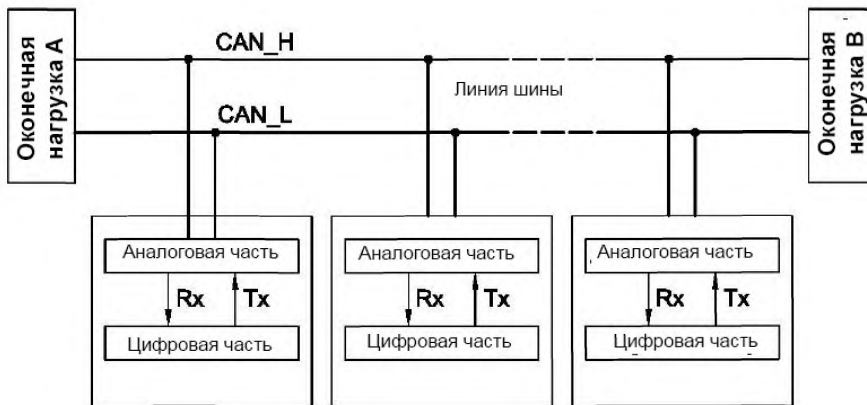 Оконечная
нагрузка A
CAN_H
Линия шины
CAN_L
Оконечная
нагрузка B
Аналоговая часть
Rx
Tx
Цифровая часть
Аналоговая часть
Rx
Tx
Цифровая часть
Аналоговая часть
Rx
Tx
Цифровая часть